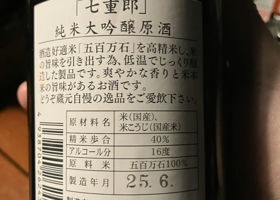 「七重郎」
純米大吟醸原酒
酒造好適米「五百万石」を高精米し、米
の旨味を引き出す為、低温でじっくり醸
造した製品です。爽やかな香りと米本
来の旨味があるお酒です。
どうぞ蔵元自慢の逸品をご愛飲下さい。
原材料名 米(国産)、
米こうじ(国産米)
精米歩合 40%
アルコール分 16度
原料米 五百万石100%
製造年月 25.6.